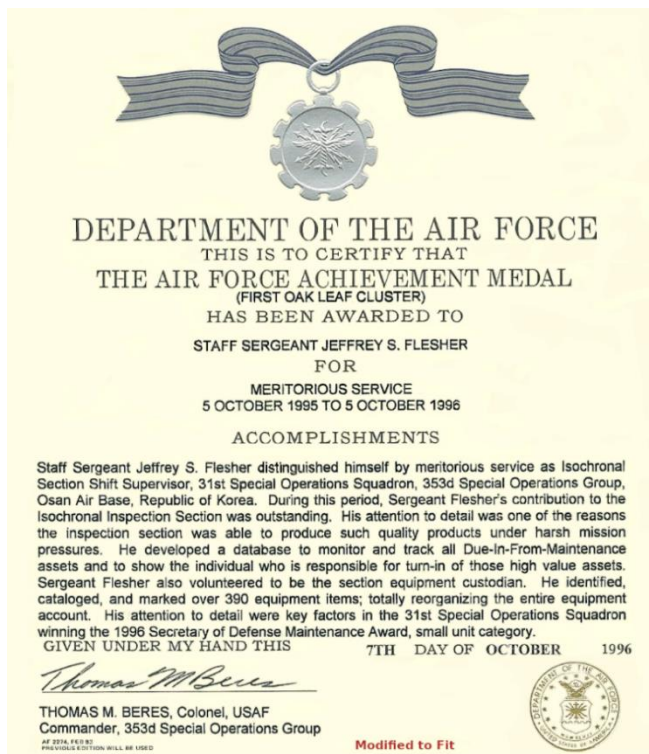 DEPARTMENT OF THE AIR FORCE
THIS IS TO CERTIFY THAT
THE AIR FORCE ACHIEVEMENT MEDAL
(FIRST OAK LEAF CLUSTER)
HAS BEEN AWARDED TO
STAFF SERGEANT JEFFREY S. FLESHER
FOR
MERITORIOUS SERVICE
5 OCTOBER 1995 TO 5 OCTOBER 1996
ACCOMPLISHMENTS
Staff Sergeant Jeffrey S. Flesher distinguished himself by meritorious service as Isochronal
Section Shift Supervisor, 31st Special Operations Squadron, 353d Special Operations Group,
Osan Air Base, Republic of Korea. During this period, Sergeant Flesher's contribution to the
Isochronal Inspection Section was outstanding. His attention to detail was one of the reasons
the inspection section was able to produce such quality products under harsh mission
pressures. He developed a database to monitor and track all Due-In-From-Maintenance
assets and to show the individual who is responsible for turn-in of those high value assets.
Sergeant Flesher also volunteered to be the section equipment custodian. He identified,
cataloged, and marked over 390 equipment items; totally reorganizing the entire equipment
account. His attention to detail were key factors in the 31st Special Operations Squadron
winning the 1996 Secretary of Defense Maintenance Award, small unit category.
GIVEN UNDER MY HAND THIS 7TH DAY OF OCTOBER 1996
Thomas M Beres
THOMAS M. BERES, Colonel, USAF
Commander, 353d Special Operations Group
AF 2274, FEB 92
PREVIOUS EDITION WILL BE USED
Modified to Fit
DEPARTMENT OF THE AIR FORCE
UNITED STATES OF AMERICA